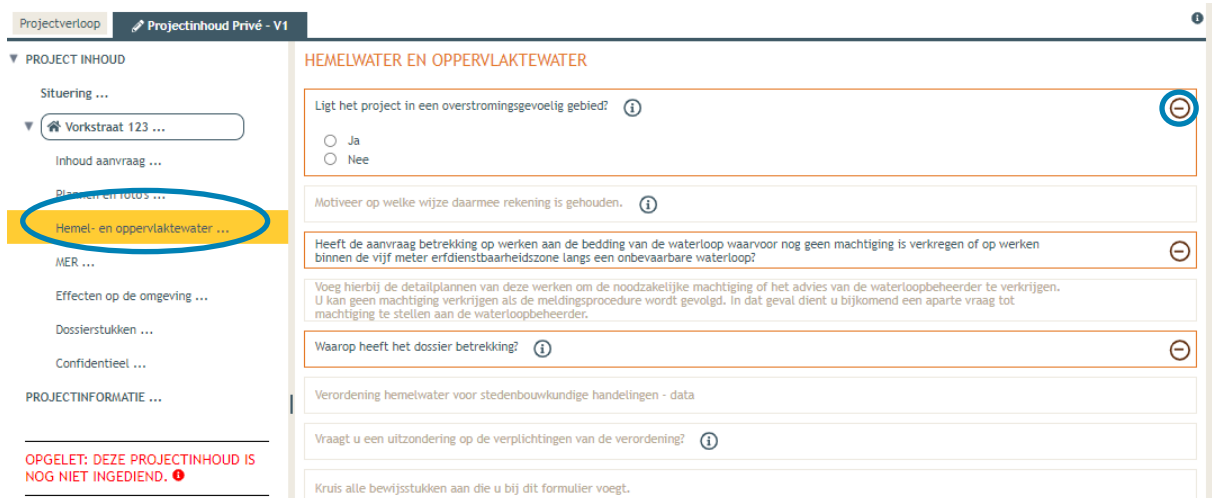 Projectverloop
Projectinhoud Privé - V1
PROJECT INHOUD
Situering ...
Vorkstraat 123 ...
Inhoud aanvraag ...
Plannen en foto's ...
Hemel- en oppervlaktewater ...
MER ...
Effecten op de omgeving ...
Dossierstukken ...
Confidentieel ...
PROJECTINFORMATIE ...
OPGELET: DEZE PROJECTINHOUD IS
NOG NIET INGEDIEND.
HEMELWATER EN OPPERVLAKTEWATER
Ligt het project in een overstromingsgevoelig gebied?
Ja
Nee
Motiveer op welke wijze daarmee rekening is gehouden.
Heeft de aanvraag betrekking op werken aan de bedding van de waterloop waarvoor nog geen machtiging is verkregen of op werken
binnen de vijf meter erfdienstbaarheidszone langs een onbevaarbare waterloop?
Voeg hierbij de detailplannen van deze werken om de noodzakelijke machtiging of het advies van de waterloopbeheerder te verkrijgen.
U kan geen machtiging verkrijgen als de meldingsprocedure wordt gevolgd. In dat geval dient u bijkomend een aparte vraag tot
machtiging te stellen aan de waterloopbeheerder.
Waarop heeft het dossier betrekking?
Verordening hemelwater voor stedenbouwkundige handelingen - data
Vraagt u een uitzondering op de verplichtingen van de verordening?
Kruis alle bewijsstukken aan die u bij dit formulier voegt.